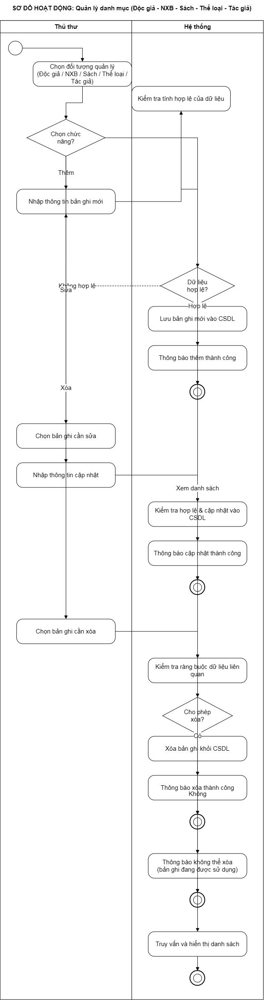 SƠ ĐỒ HOẠT ĐỘNG: Quản lý danh mục (Độc giả - NXB - Sách - Thể loại - Tác giả)
Thủ thư
Hệ thống
Chọn đối tượng quản lý
(Độc giả / NXB / Sách / Thể loại /
Tác giả)
Kiểm tra tính hợp lệ của dữ liệu
Chọn chức
năng?
Thêm
Nhập thông tin bản ghi mới
Dữ liệu
hợp lệ?
Không hợp lệ
Sửa
Hợp lệ
Lưu bản ghi mới vào CSDL
Thông báo thêm thành công
Xóa
Chọn bản ghi cần sửa
Nhập thông tin cập nhật
Xem danh sách
Kiểm tra hợp lệ & cập nhật vào
CSDL
Thông báo cập nhật thành công
Chọn bản ghi cần xóa
Kiểm tra ràng buộc dữ liệu liên
quan
Cho phép
xóa?
Có
Xóa bản ghi khỏi CSDL
Thông báo xóa thành công
Không
Thông báo không thể xóa
(bản ghi đang được sử dụng)
Truy vấn và hiển thị danh sách